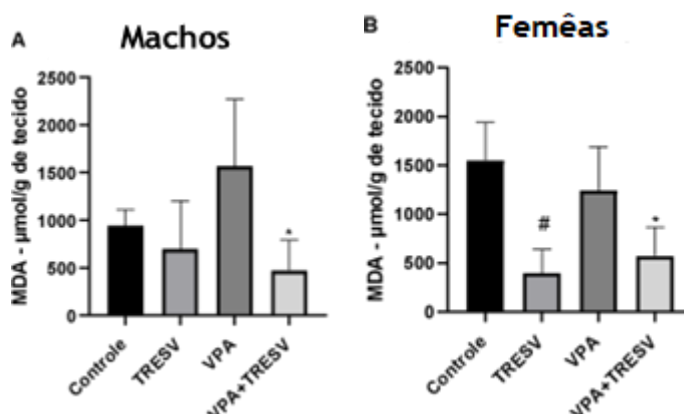 A Machos
MDA - µmol/g de tecido
2500
2000
1500
1000
500
0
*
Controle
TRESV
VPA
VPA+TRESV
B Femêas
MDA - µmol/g de tecido
2500
2000
1500
1000
500
0
#
*
Controle
TRESV
VPA
VPA+TRESV